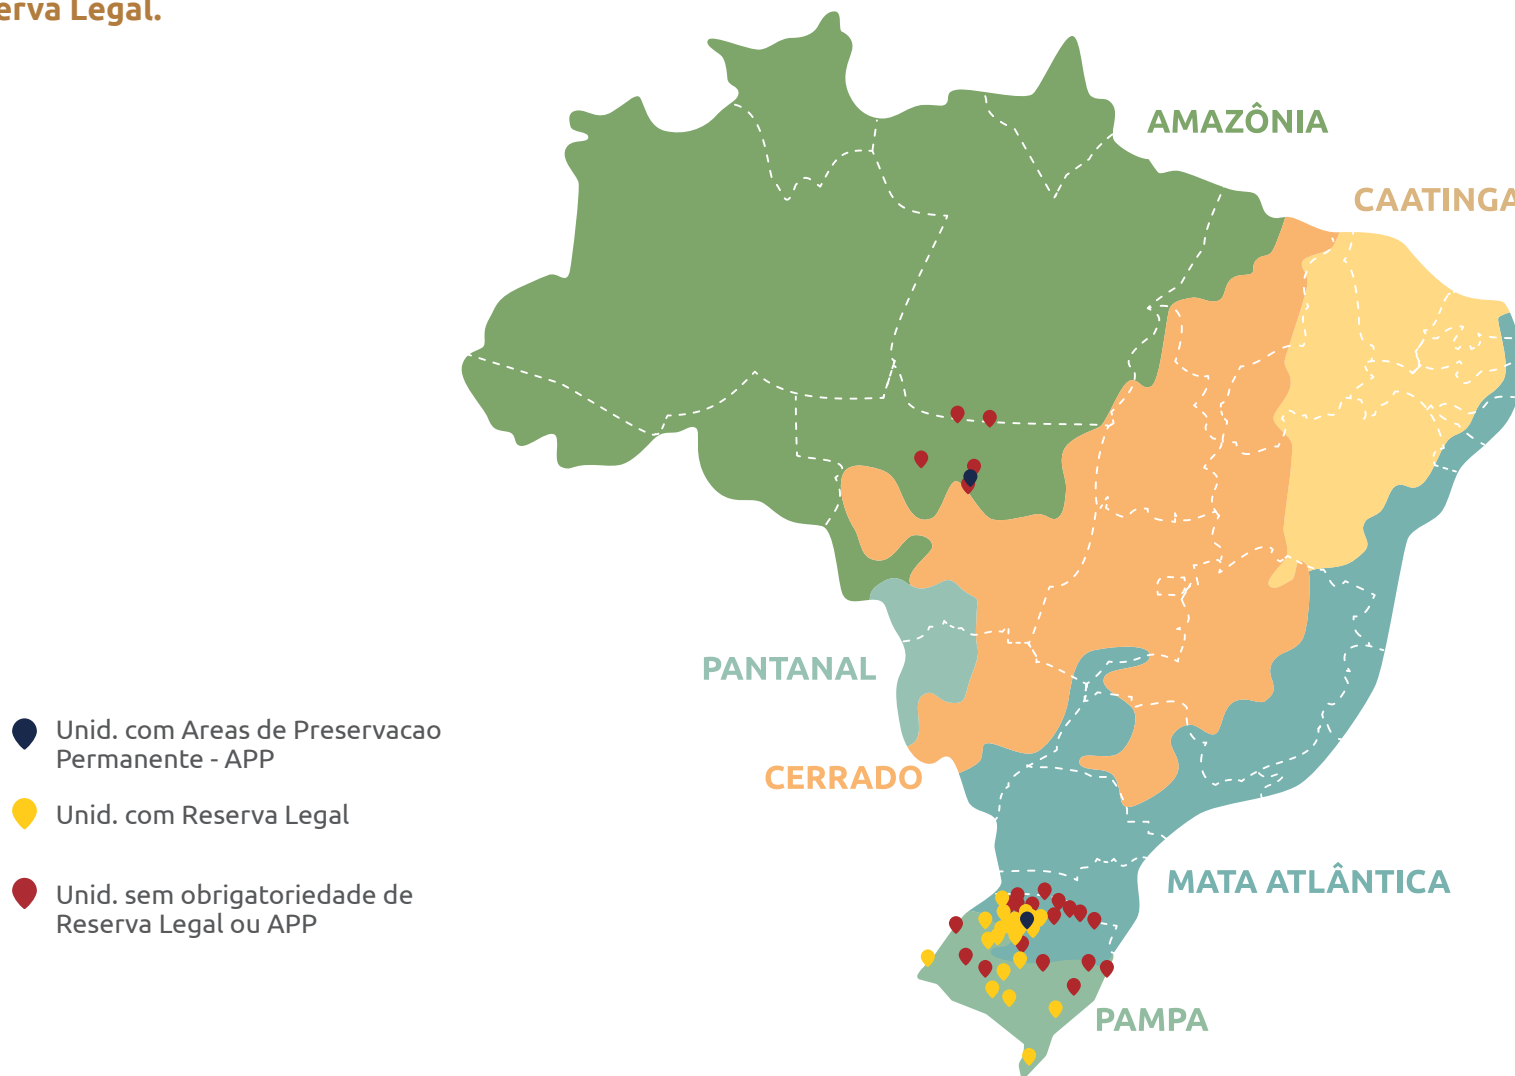 erva Legal.
AMAZÔNIA
CAATINGA
PANTANAL
Unid. com Areas de Preservacao
Permanente - APP
CERRADO
Unid. com Reserva Legal
MATA ATLÂNTICA
Unid. sem obrigatoriedade de
Reserva Legal ou APP
PAMPA